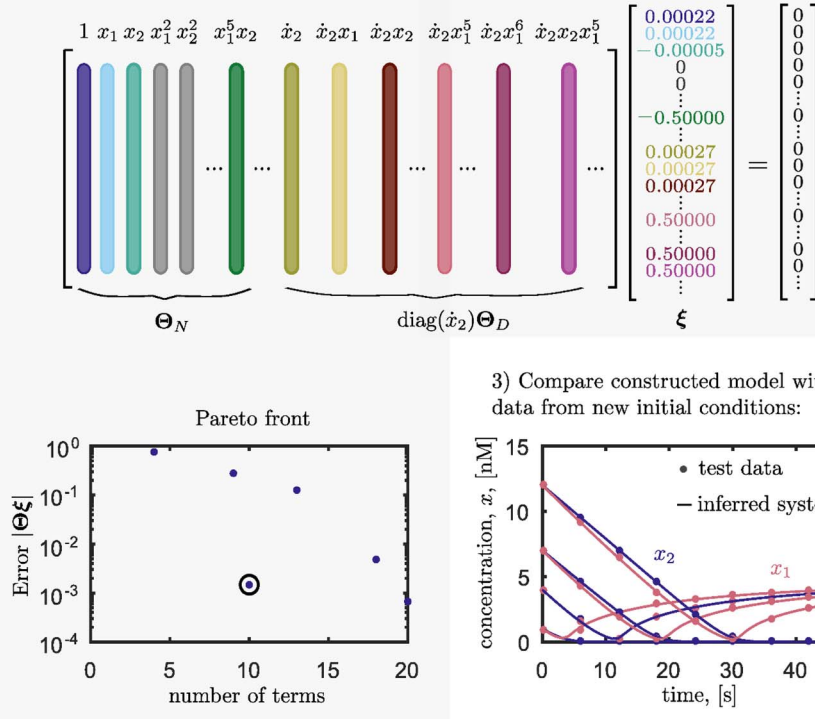 1 x₁ x₂ x₁² x₂² x₁⁵x₂ ẋ₂ ẋ₂x₁ ẋ₂x₂ ẋ₂x₁⁵ ẋ₂x₁⁶ ẋ₂x₂x₁⁵
... ... ... ... ...
0.00022
0.00022
−0.00005
0
0
⋮
−0.50000
⋮
0.00027
0.00027
0.00027
⋮
0.50000
⋮
0.50000
0.50000
⋮
=
0
0
0
0
0
⋮
0
⋮
0
0
0
⋮
0
⋮
0
0
⋮
Θ_N
diag(ẋ₂)Θ_D
ξ
Pareto front
Error |Θξ|
10⁰
10⁻¹
10⁻²
10⁻³
10⁻⁴
0 5 10 15 20
number of terms
3) Compare constructed model wi
data from new initial conditions:
concentration, x, [nM]
15
10
5
0
test data
inferred syst
x₂
x₁
0 10 20 30 40
time, [s]